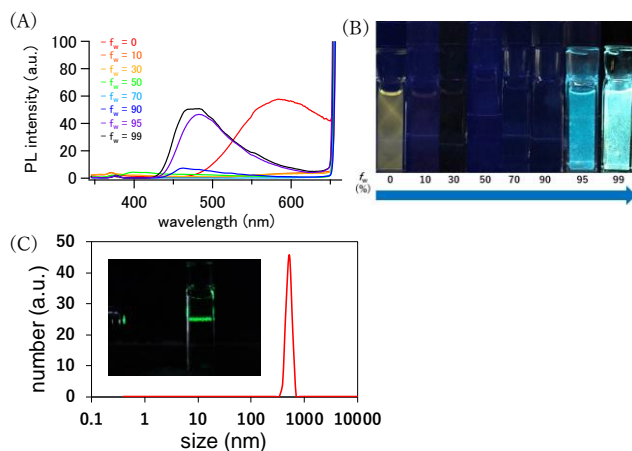 (A)
100
80
60
40
20
0
PL intensity (a.u.)
f_w = 0
f_w = 10
f_w = 30
f_w = 50
f_w = 70
f_w = 90
f_w = 95
f_w = 99
400 500 600
wavelength (nm)
(B)
f_w
(%)
0 10 30 50 70 90 95 99
(C)
50
40
30
20
10
0
number (a.u.)
0.1 1 10 100 1000 10000
size (nm)